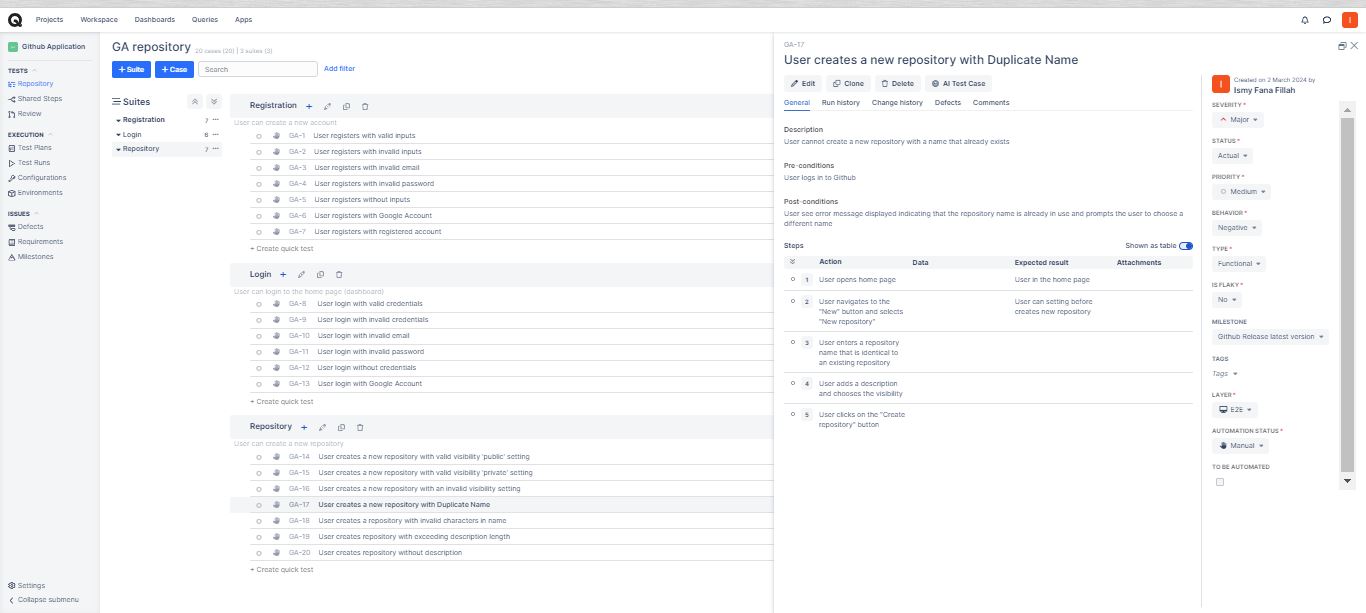 Projects Workspace Dashboards Queries Apps
I
Github Application
TESTS
Repository
Shared Steps
Review
EXECUTION
Test Plans
Test Runs
Configurations
Environments
ISSUES
Defects
Requirements
Milestones
Settings
Collapse submenu
GA repository 20 cases (20) | 3 suites (3)
+ Suite + Case Search Add filter
Suites
Registration 7 ···
Login 6 ···
Repository 7 ···
Registration
User can create a new account
GA-1 User registers with valid inputs
GA-2 User registers with invalid inputs
GA-3 User registers with invalid email
GA-4 User registers with invalid password
GA-5 User registers without inputs
GA-6 User registers with Google Account
GA-7 User registers with registered account
+ Create quick test
Login
User can login to the home page (dashboard)
GA-8 User login with valid credentials
GA-9 User login with invalid credentials
GA-10 User login with invalid email
GA-11 User login with invalid password
GA-12 User login without credentials
GA-13 User login with Google Account
+ Create quick test
Repository
User can create a new repository
GA-14 User creates a new repository with valid visibility 'public' setting
GA-15 User creates a new repository with valid visibility 'private' setting
GA-16 User creates a new repository with an invalid visibility setting
GA-17 User creates a new repository with Duplicate Name
GA-18 User creates a repository with invalid characters in name
GA-19 User creates repository with exceeding description length
GA-20 User creates repository without description
+ Create quick test
GA-17
User creates a new repository with Duplicate Name
Edit Clone Delete AI Test Case
General Run history Change history Defects Comments
Description
User cannot create a new repository with a name that already exists
Pre-conditions
User logs in to Github
Post-conditions
User see error message displayed indicating that the repository name is already in use and prompts the user to choose a
different name
Steps Shown as table
Action Data Expected result Attachments
1 User opens home page User in the home page
2 User navigates to the User can setting before
"New" button and selects creates new repository
"New repository"
3 User enters a repository
name that is identical to
an existing repository
4 User adds a description
and chooses the visibility
5 User clicks on the "Create
repository" button
I
Created on 2 March 2024 by
Ismy Fana Fillah
SEVERITY *
Major
STATUS *
Actual
PRIORITY *
Medium
BEHAVIOR *
Negative
TYPE *
Functional
IS FLAKY *
No
MILESTONE
Github Release latest version
TAGS
Tags
LAYER *
E2E
AUTOMATION STATUS *
Manual
TO BE AUTOMATED